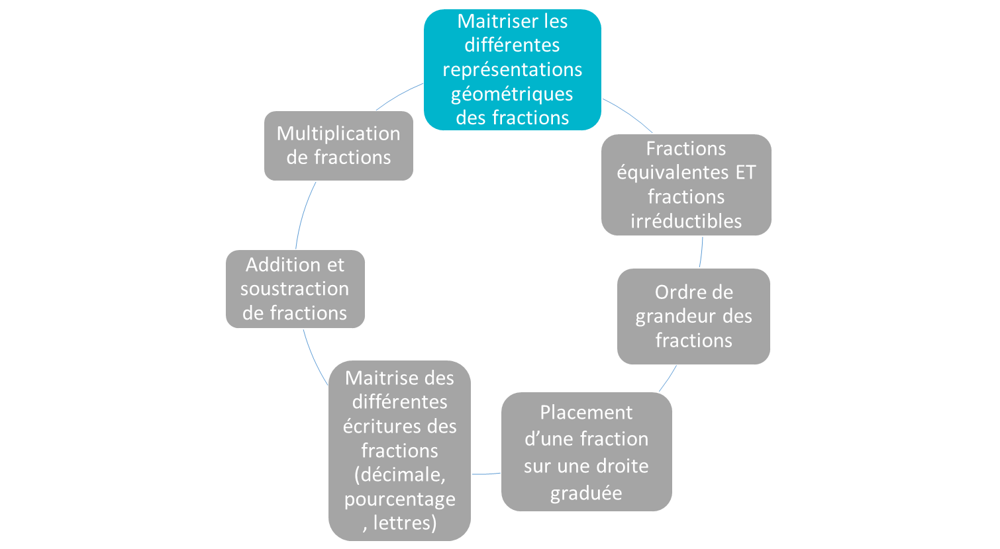 Maitriser les
différentes
représentations
géométriques
des fractions
Fractions
équivalentes ET
fractions
irréductibles
Ordre de
grandeur des
fractions
Placement
d’une fraction
sur une droite
graduée
Maitrise des
différentes
écritures des
fractions
(décimale,
pourcentage
, lettres)
Addition et
soustraction
de fractions
Multiplication
de fractions